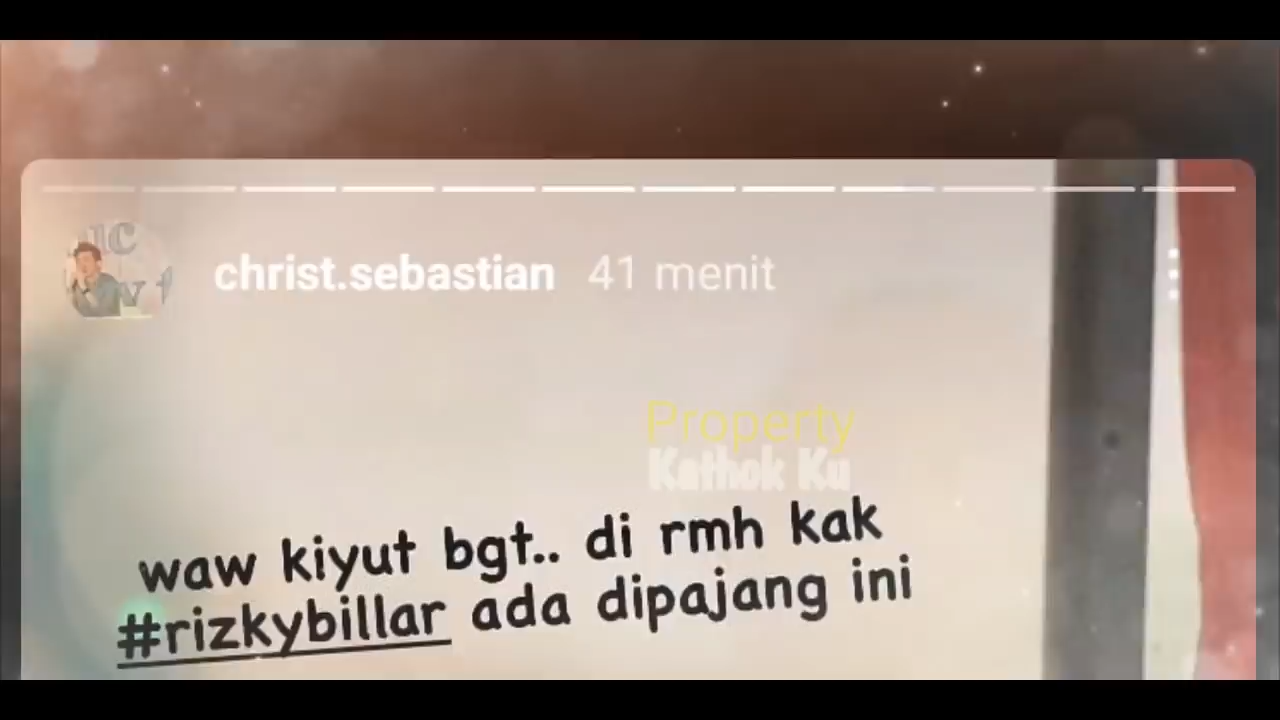 christ.sebastian 41 menit
Property
Kathok Ku
waw kiyut bgt.. di rmh kak
#rizkybillar ada dipajang ini